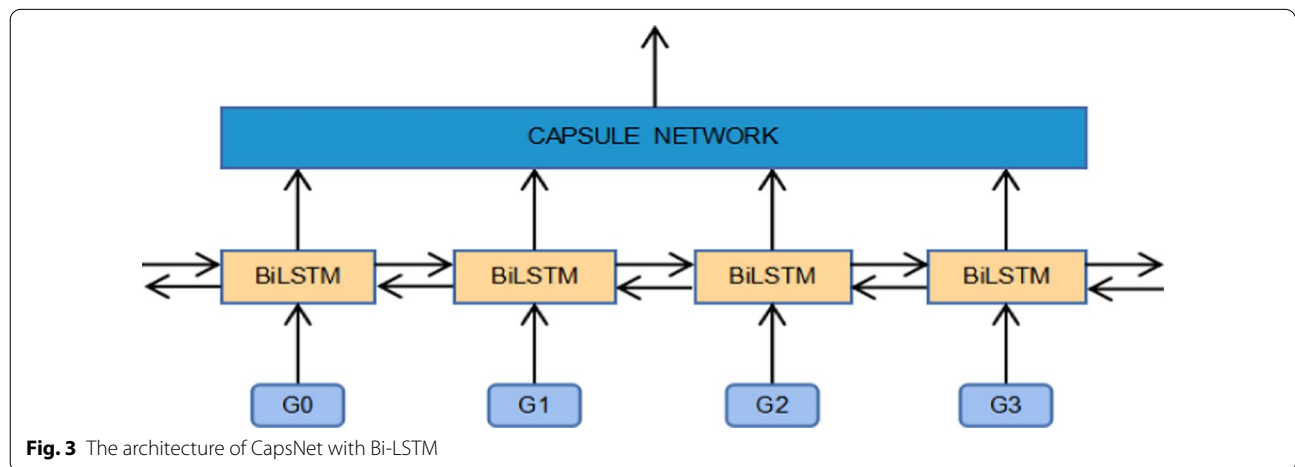 CAPSULE NETWORK
BiLSTM BiLSTM BiLSTM BiLSTM
G0 G1 G2 G3
Fig. 3 The architecture of CapsNet with Bi-LSTM